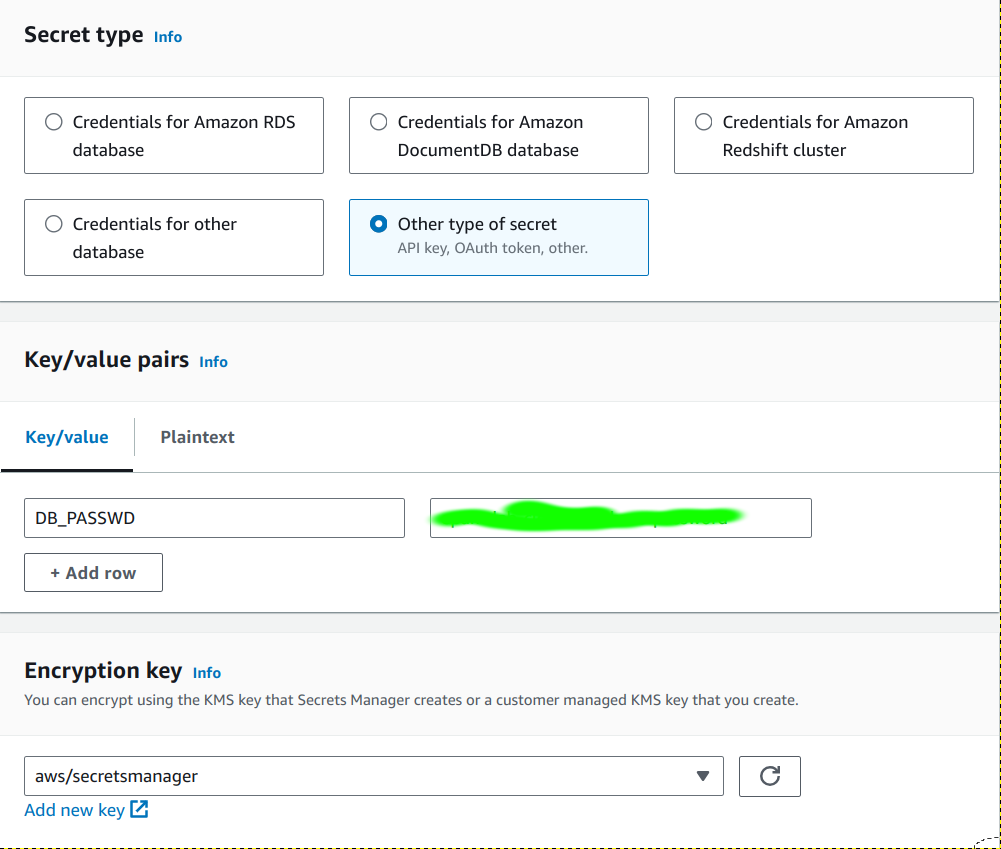 Secret type Info
Credentials for Amazon RDS
database
Credentials for Amazon
DocumentDB database
Credentials for Amazon
Redshift cluster
Credentials for other
database
Other type of secret
API key, OAuth token, other.
Key/value pairs Info
Key/value
Plaintext
DB_PASSWD
+ Add row
Encryption key Info
You can encrypt using the KMS key that Secrets Manager creates or a customer managed KMS key that you create.
aws/secretsmanager
Add new key